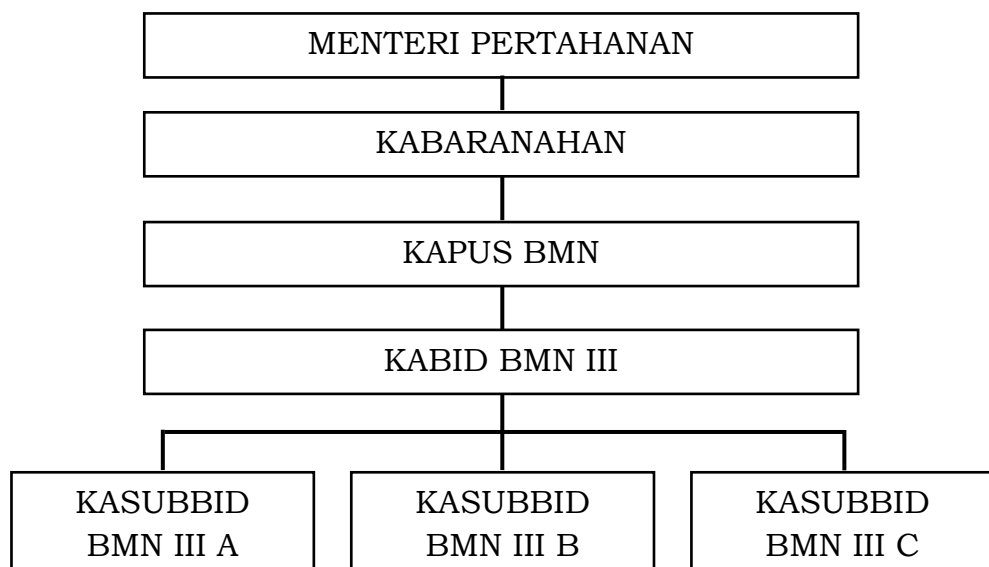 MENTERI PERTAHANAN
KABARANAHAN
KAPUS BMN
KABID BMN III
KASUBBID
BMN III A
KASUBBID
BMN III B
KASUBBID
BMN III C